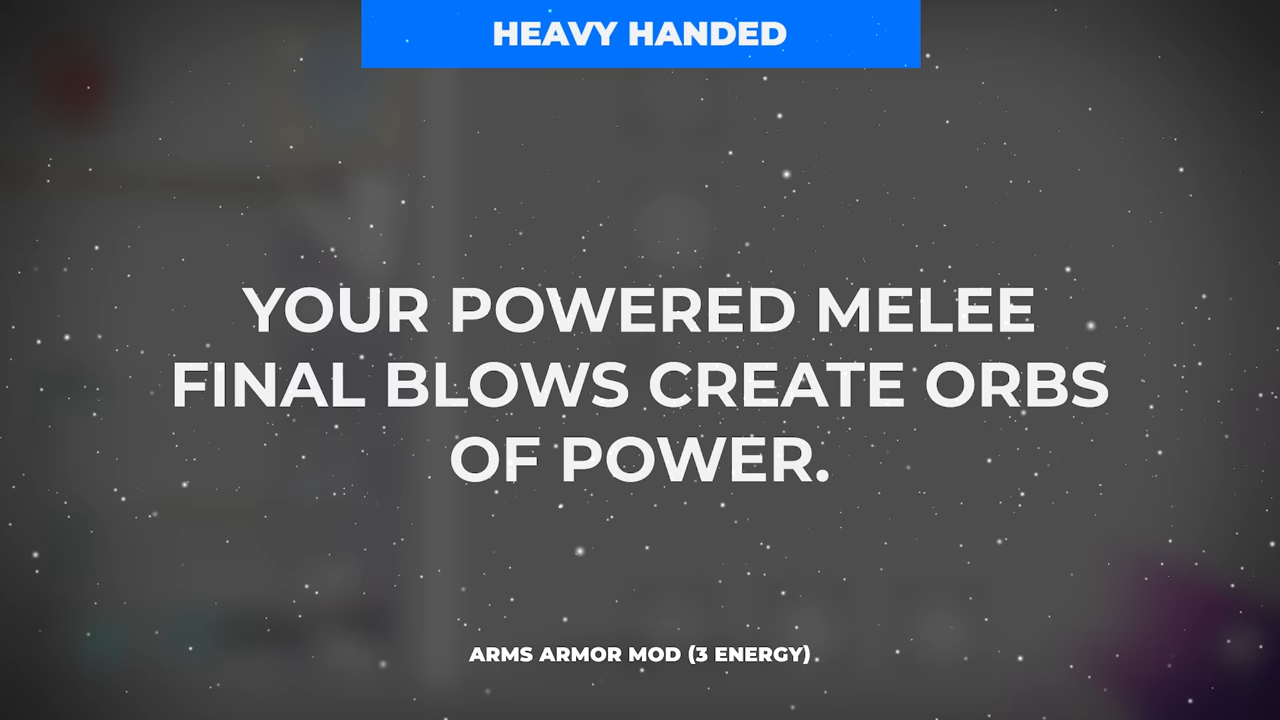 HEAVY HANDED
YOUR POWERED MELEE
FINAL BLOWS CREATE ORBS
OF POWER.
ARMS ARMOR MOD (3 ENERGY)